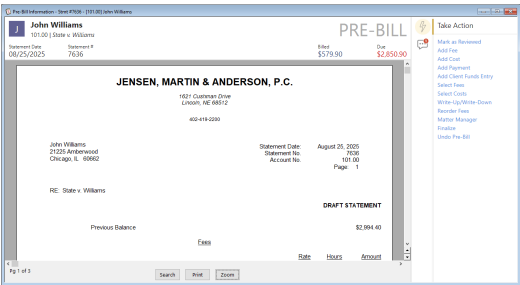 Pre-Bill Information - Stmt #7636 - [101.00] John Williams
J
John Williams
101.00 | State v. Williams
PRE-BILL
Statement Date
08/25/2025
Statement #
7636
Billed
$579.90
Due
$2,850.90
JENSEN, MARTIN & ANDERSON, P.C.
1621 Cushman Drive
Lincoln, NE 68512
402-419-2200
John Williams
21225 Amberwood
Chicago, IL 60662
Statement Date: August 25, 2025
Statement No. 7636
Account No. 101.00
Page: 1
RE: State v. Williams
DRAFT STATEMENT
Previous Balance $2,994.40
Fees
Rate Hours Amount
Pg 1 of 3
Search Print Zoom
Take Action
Mark as Reviewed
Add Fee
Add Cost
Add Payment
Add Client Funds Entry
Select Fees
Select Costs
Write-Up/Write-Down
Reorder Fees
Matter Manager
Finalize
Undo Pre-Bill